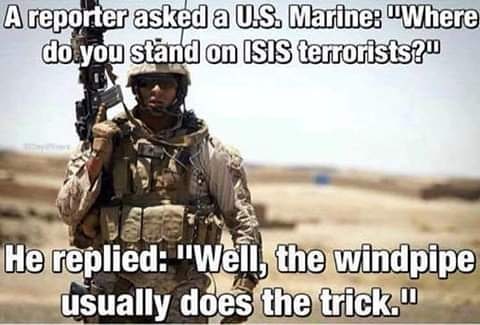 A reporter asked a U.S. Marine: "Where
do you stand on ISIS terrorists?"
He replied: "Well, the windpipe
usually does the trick."